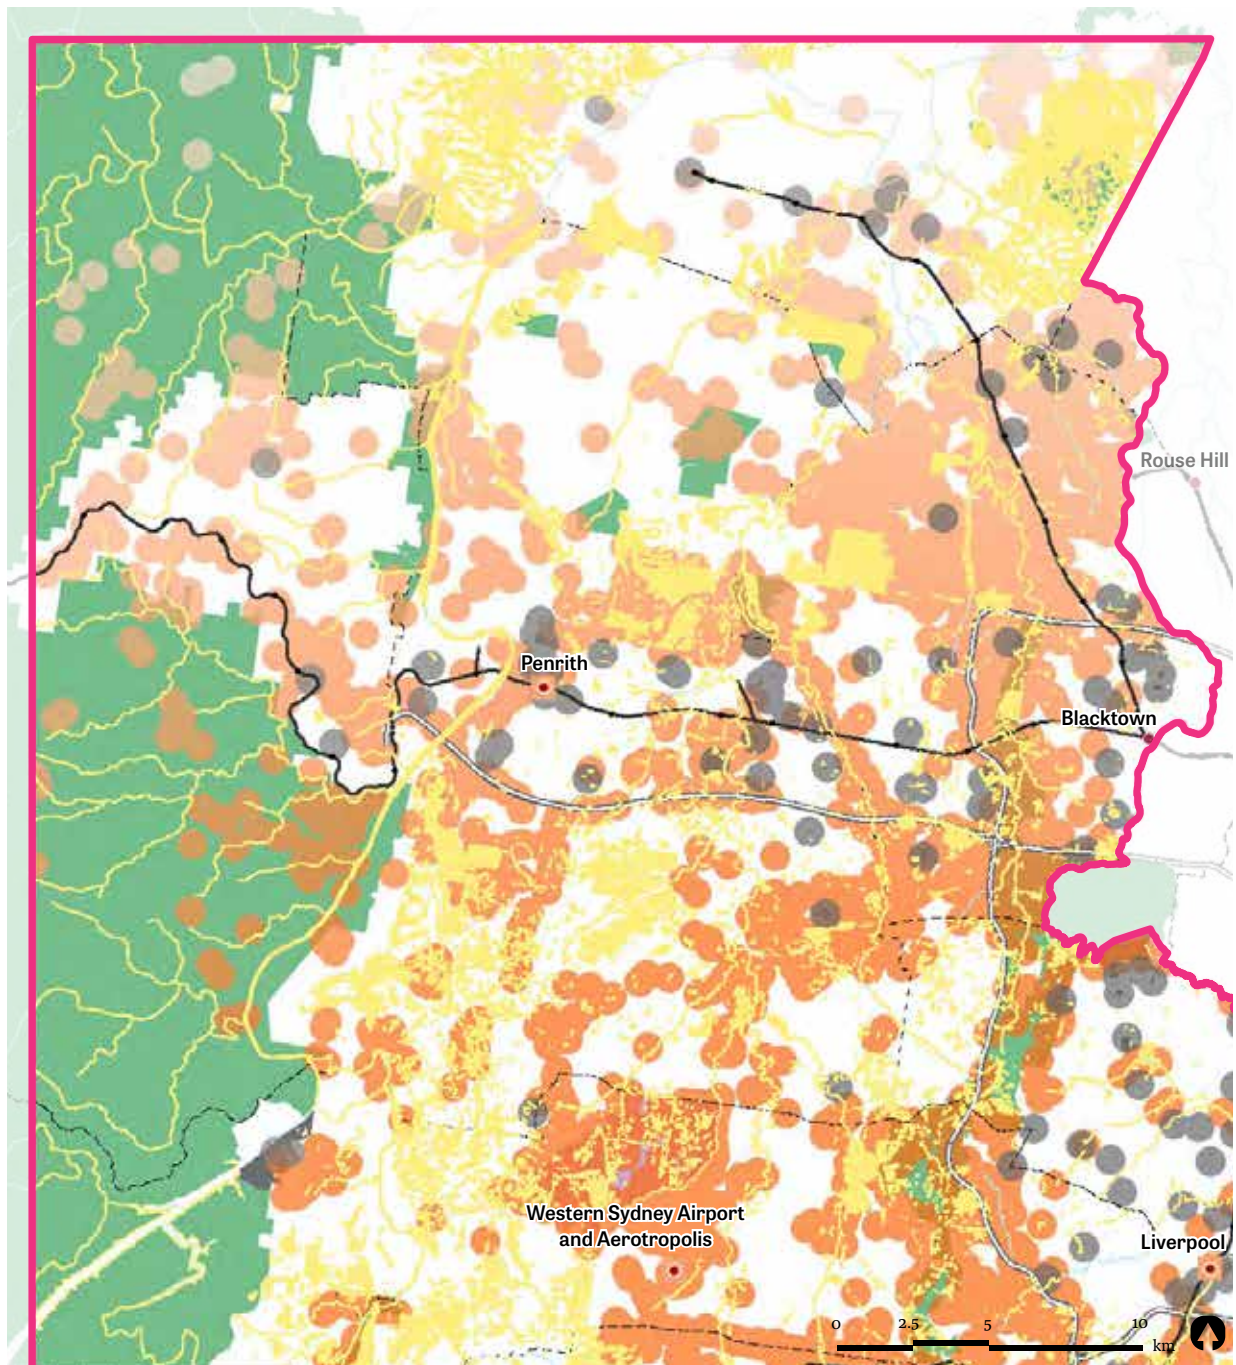 Rouse Hill
Penrith
Blacktown
Western Sydney Airport
and Aerotropolis
Liverpool
0 2.5 5 10
km